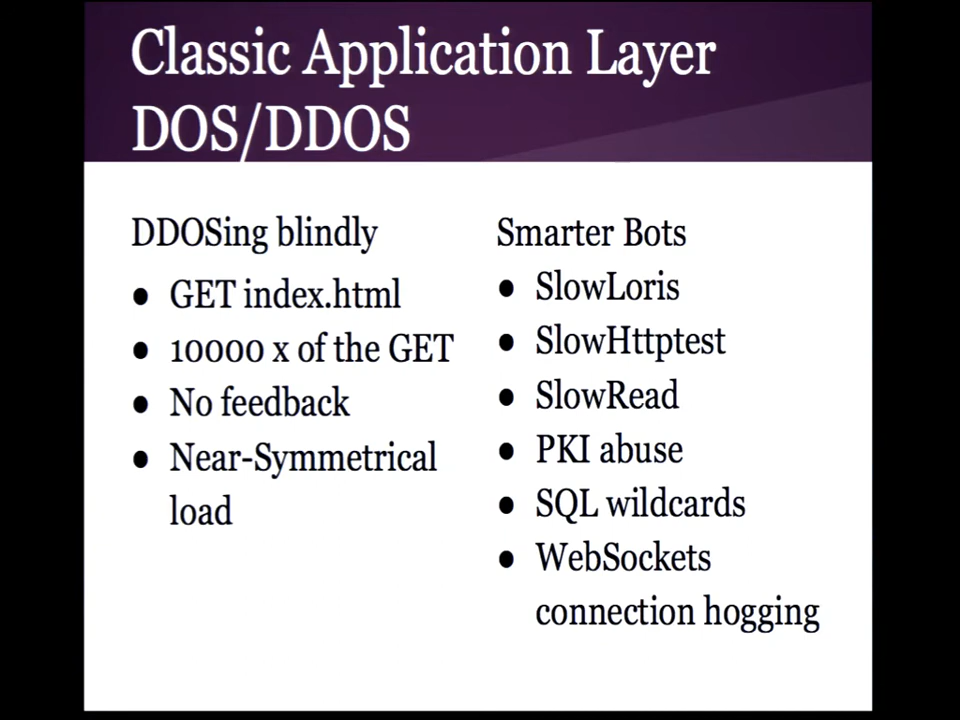 Classic Application Layer
DOS/DDOS
DDOSing blindly
● GET index.html
● 10000 x of the GET
● No feedback
● Near-Symmetrical
load
Smarter Bots
● SlowLoris
● SlowHttptest
● SlowRead
● PKI abuse
● SQL wildcards
● WebSockets
connection hogging